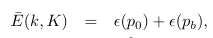 Ē(k, K) = ϵ(p₀) + ϵ(p_b),